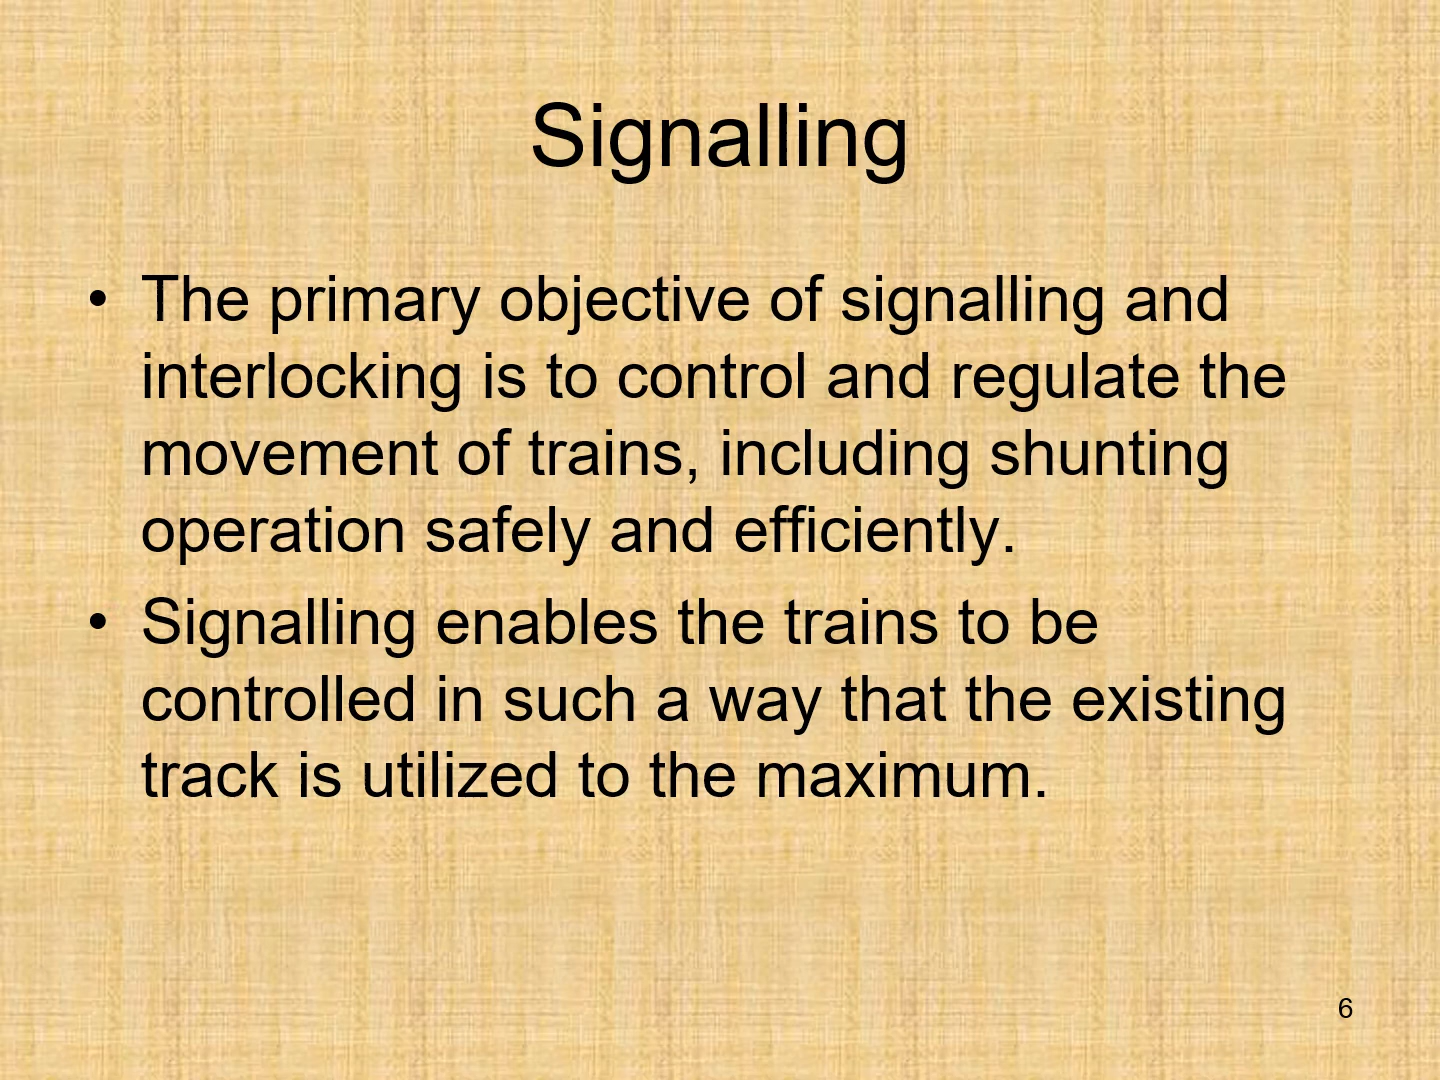 Signalling
• The primary objective of signalling and
interlocking is to control and regulate the
movement of trains, including shunting
operation safely and efficiently.
• Signalling enables the trains to be
controlled in such a way that the existing
track is utilized to the maximum.
6